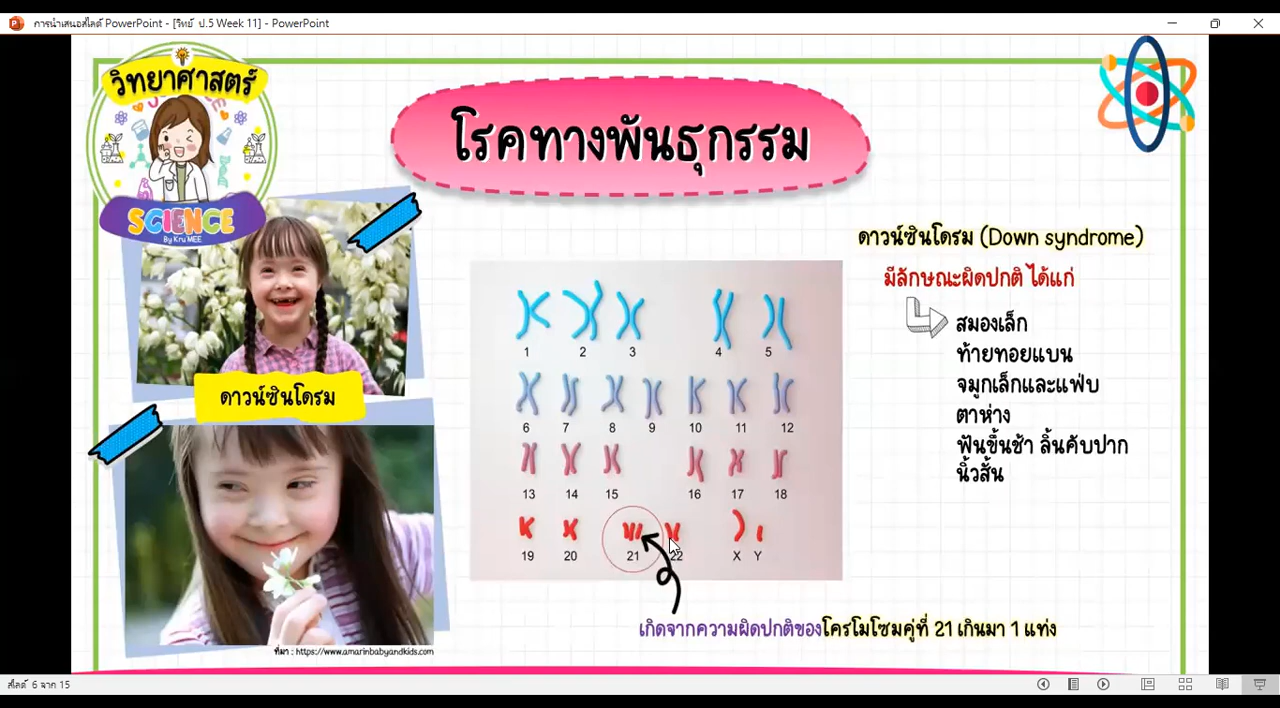 การนำเสนอสไลด์ PowerPoint - [วิทย์ ป.5 Week 11] - PowerPoint
วิทยาศาสตร์
SCIENCE
By Kru MEE
โรคทางพันธุกรรม
ดาวน์ซินโดรม
ที่มา : https://www.amarinbabyandkids.com
1 2 3 4 5
6 7 8 9 10 11 12
13 14 15 16 17 18
19 20 21 22 X Y
ดาวน์ซินโดรม (Down syndrome)
มีลักษณะผิดปกติ ได้แก่
สมองเล็ก
ท้ายทอยแบน
จมูกเล็กและแฟ่บ
ตาห่าง
ฟันขึ้นช้า ลิ้นคับปาก
นิ้วสั้น
เกิดจากความผิดปกติของโครโมโซมคู่ที่ 21 เกินมา 1 แท่ง
สไลด์ 6 จาก 15